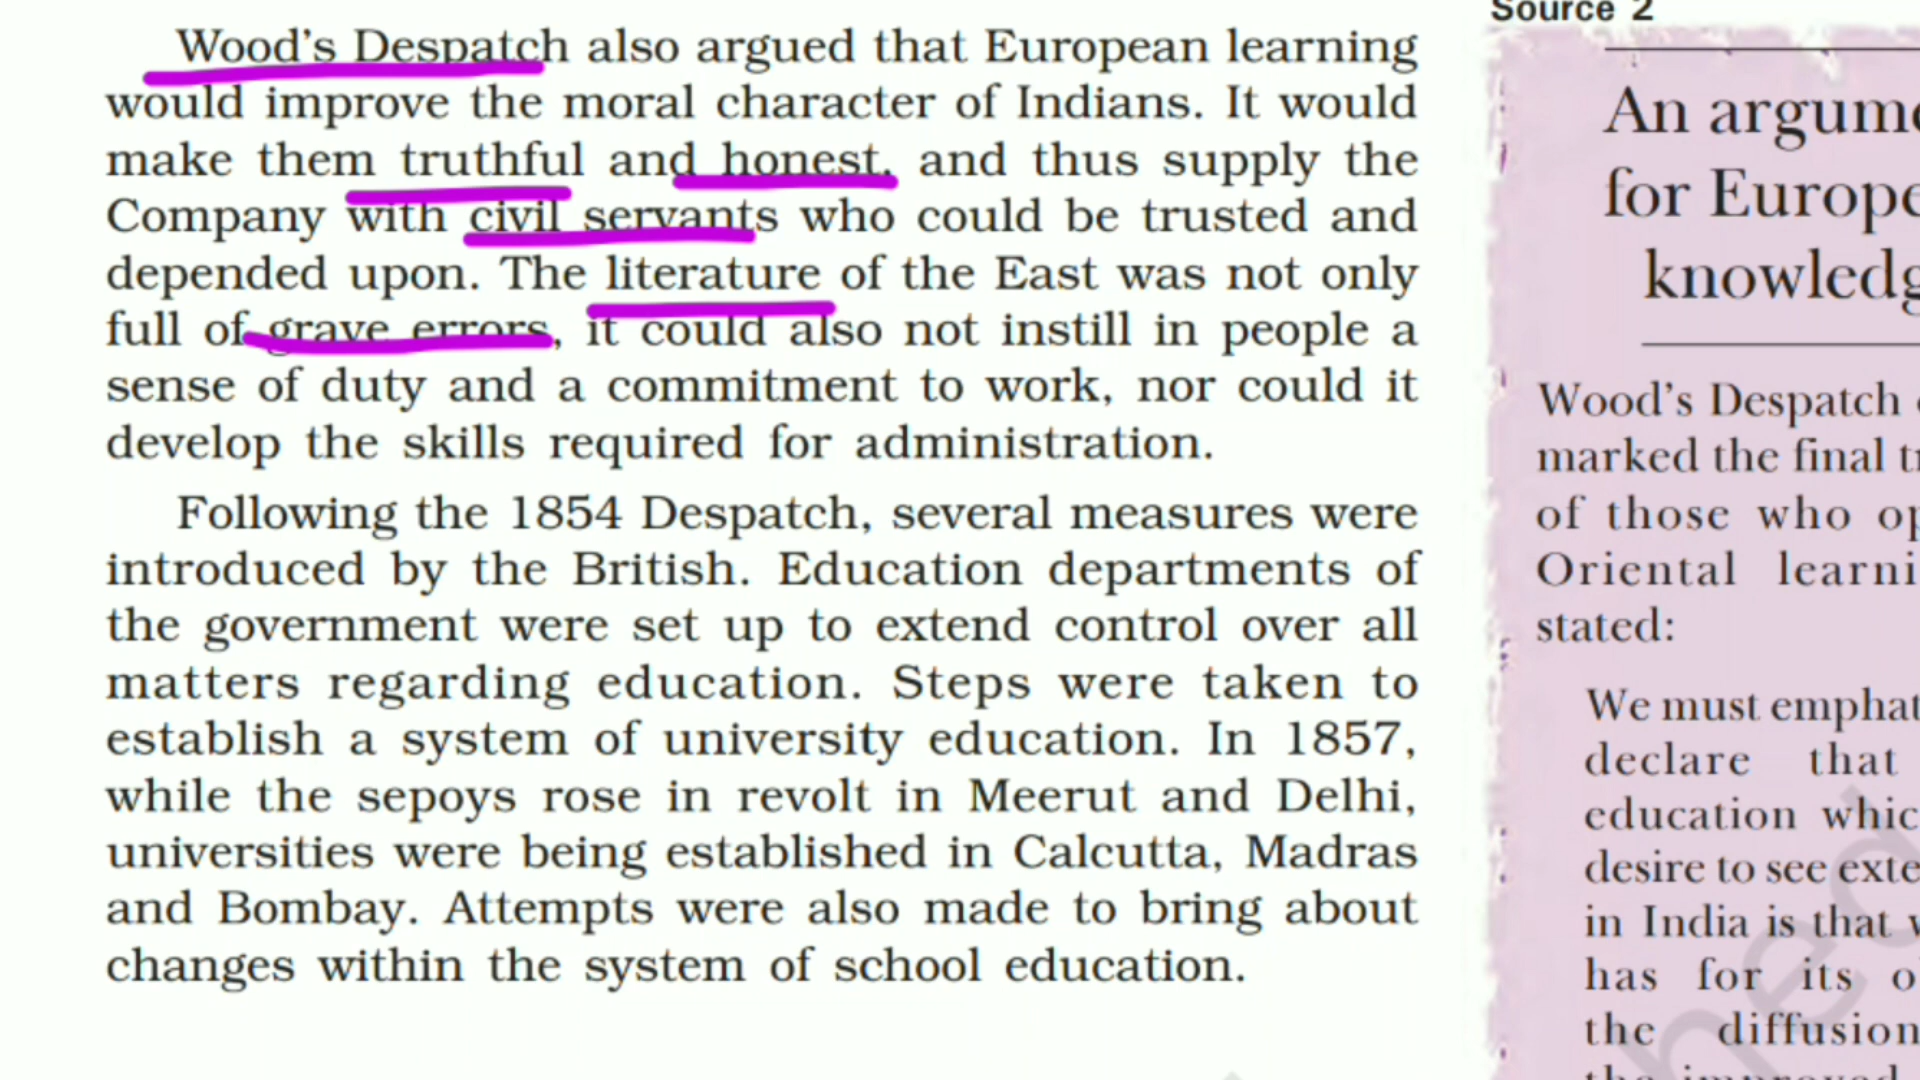 Wood's Despatch also argued that European learning
would improve the moral character of Indians. It would
make them truthful and honest, and thus supply the
Company with civil servants who could be trusted and
depended upon. The literature of the East was not only
full of grave errors, it could also not instill in people a
sense of duty and a commitment to work, nor could it
develop the skills required for administration.
Following the 1854 Despatch, several measures were
introduced by the British. Education departments of
the government were set up to extend control over all
matters regarding education. Steps were taken to
establish a system of university education. In 1857,
while the sepoys rose in revolt in Meerut and Delhi,
universities were being established in Calcutta, Madras
and Bombay. Attempts were also made to bring about
changes within the system of school education.
Source 2
An
for
Wood's Despatch
marked the final
of those who
Oriental
stated:
We must
declare that
education
desire to see
in India is that
has for its
the diffusion